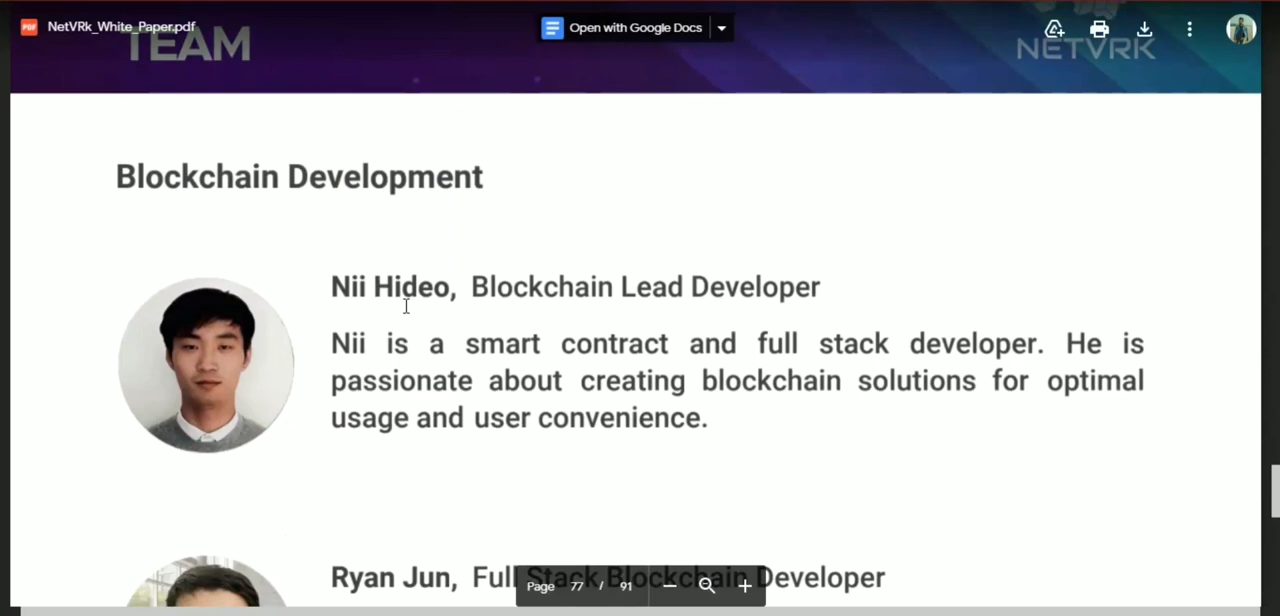 PDF
NetVRk_White_Paper.pdf
Open with Google Docs
TEAM
NETVRK
Blockchain Development
Nii Hideo, Blockchain Lead Developer
Nii is a smart contract and full stack developer. He is
passionate about creating blockchain solutions for optimal
usage and user convenience.
Ryan Jun, Full Stack Blockchain Developer
Page 77 / 91